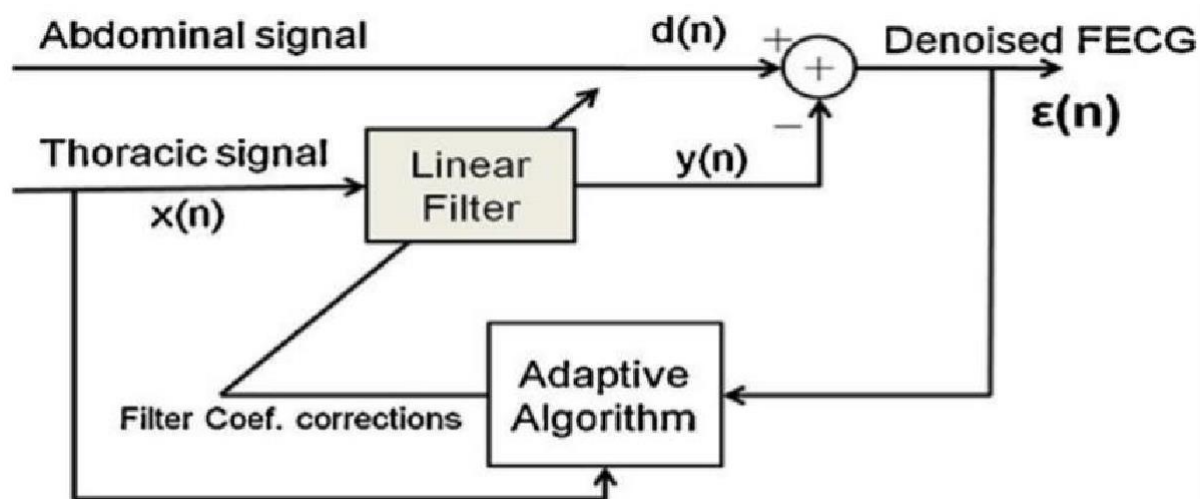 Abdominal signal
d(n)
+
+
−
Denoised FECG
ε(n)
Thoracic signal
x(n)
Linear
Filter
y(n)
Adaptive
Algorithm
Filter Coef. corrections